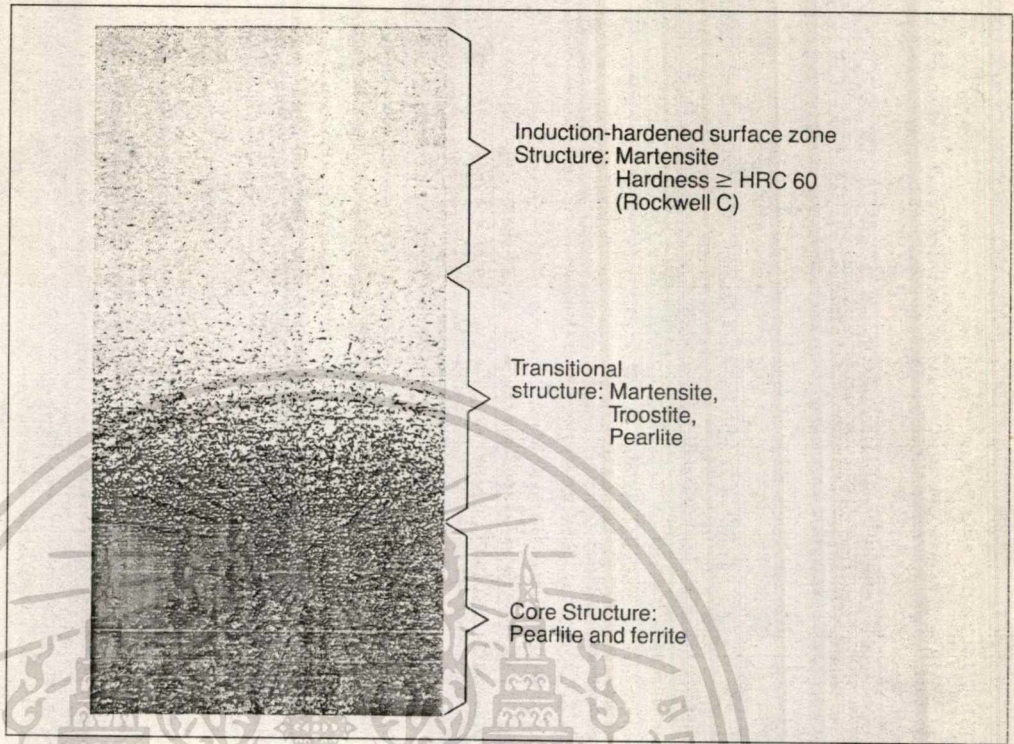 Induction-hardened surface zone
Structure: Martensite
Hardness ≥ HRC 60
(Rockwell C)
Transitional
structure: Martensite,
Troostite,
Pearlite
Core Structure:
Pearlite and ferrite